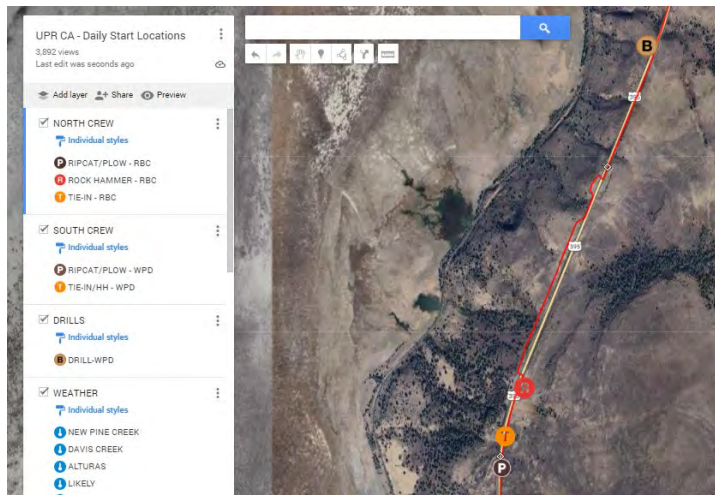 UPR CA - Daily Start Locations
3,892 views
Last edit was seconds ago
Add layer Share Preview
NORTH CREW
Individual styles
P RIPCAT/PLOW - RBC
R ROCK HAMMER - RBC
T TIE-IN - RBC
SOUTH CREW
Individual styles
P RIPCAT/PLOW - WPD
T TIE-IN/HH - WPD
DRILLS
Individual styles
B DRILL-WPD
WEATHER
Individual styles
NEW PINE CREEK
DAVIS CREEK
ALTURAS
LIKELY
B
395
395
R
T
P